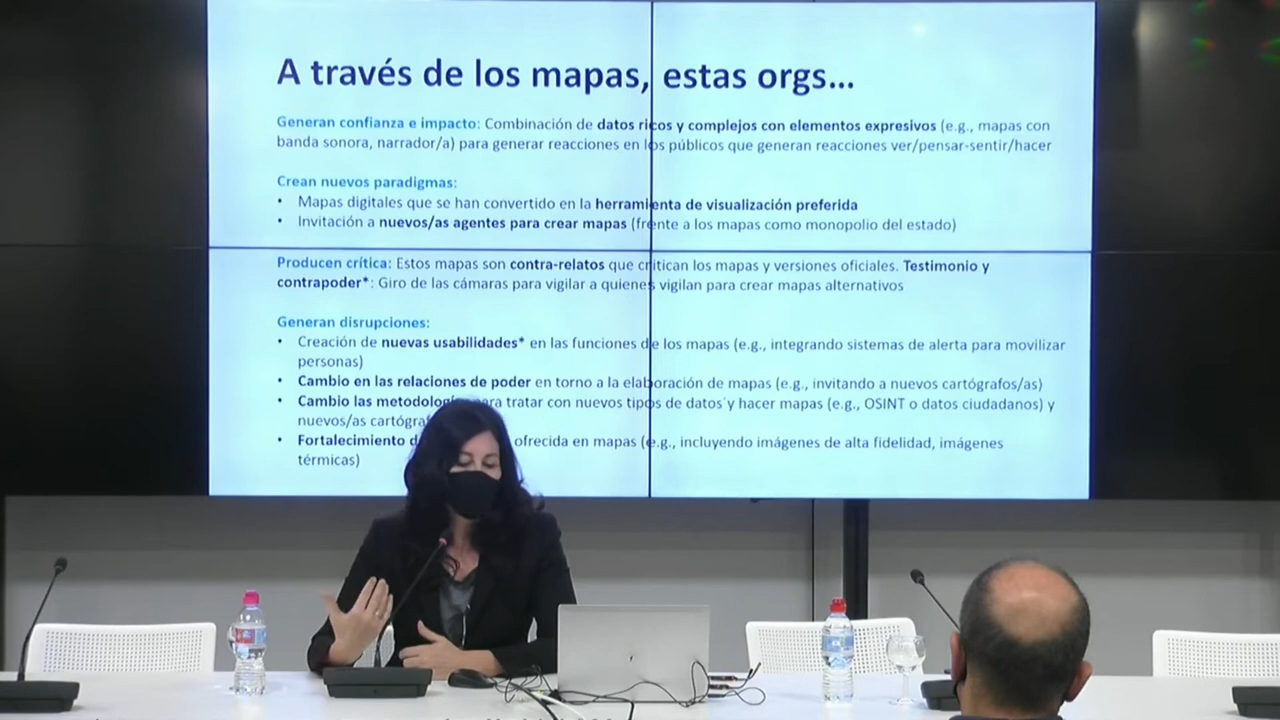 A través de los mapas, estas orgs...
Generan confianza e impacto: Combinación de datos ricos y complejos con elementos expresivos (e.g., mapas con
banda sonora, narrador/a) para generar reacciones en los públicos que generan reacciones ver/pensar-sentir/hacer
Crean nuevos paradigmas:
• Mapas digitales que se han convertido en la herramienta de visualización preferida
• Invitación a nuevos/as agentes para crear mapas (frente a los mapas como monopolio del estado)
Producen crítica: Estos mapas son contra-relatos que critican los mapas y versiones oficiales. Testimonio y
contrapoder*: Giro de las cámaras para vigilar a quienes vigilan para crear mapas alternativos
Generan disrupciones:
• Creación de nuevas usabilidades* en las funciones de los mapas (e.g., integrando sistemas de alerta para movilizar
personas)
• Cambio en las relaciones de poder en torno a la elaboración de mapas (e.g., invitando a nuevos cartógrafos/as)
• Cambio las tratar con nuevos tipos de datos y hacer mapas (e.g., OSINT o datos ciudadanos) y
nuevos/as
• Fortalecimiento ofrecida en mapas (e.g., incluyendo imágenes de alta fidelidad, imágenes
térmicas)